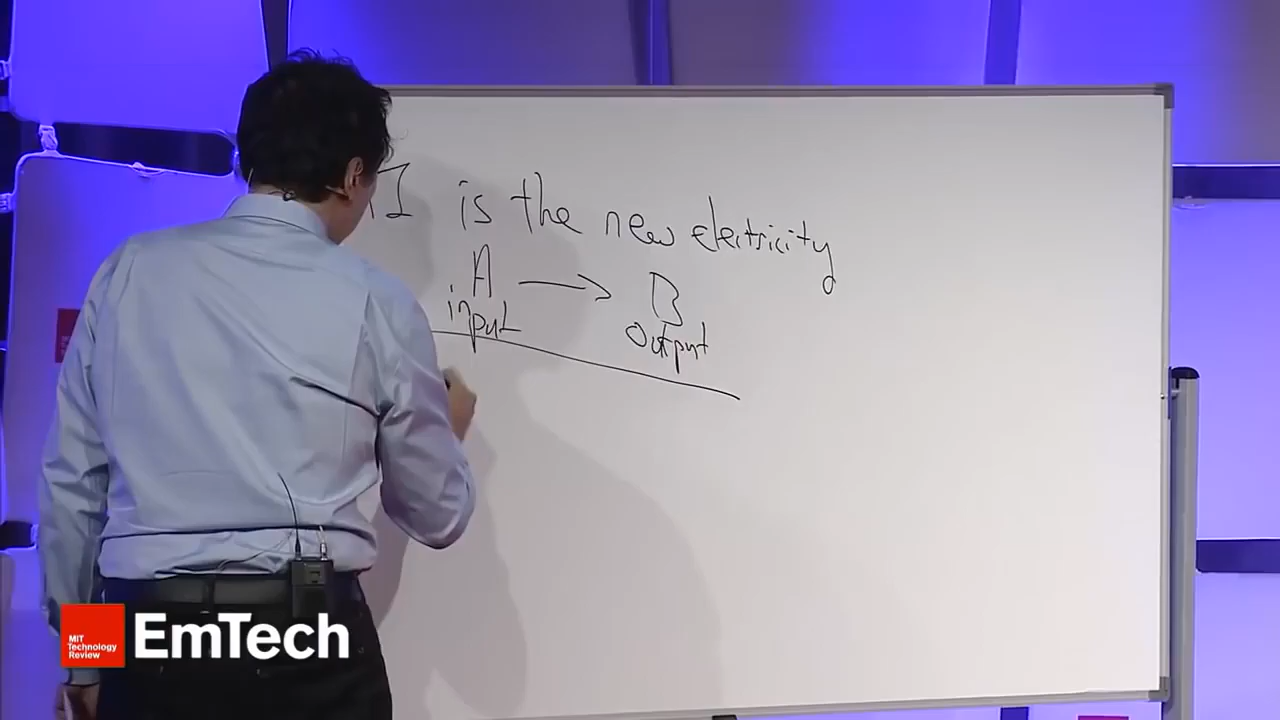 I is the new electricity
A → B
input output
MIT
Technology
Review
EmTech